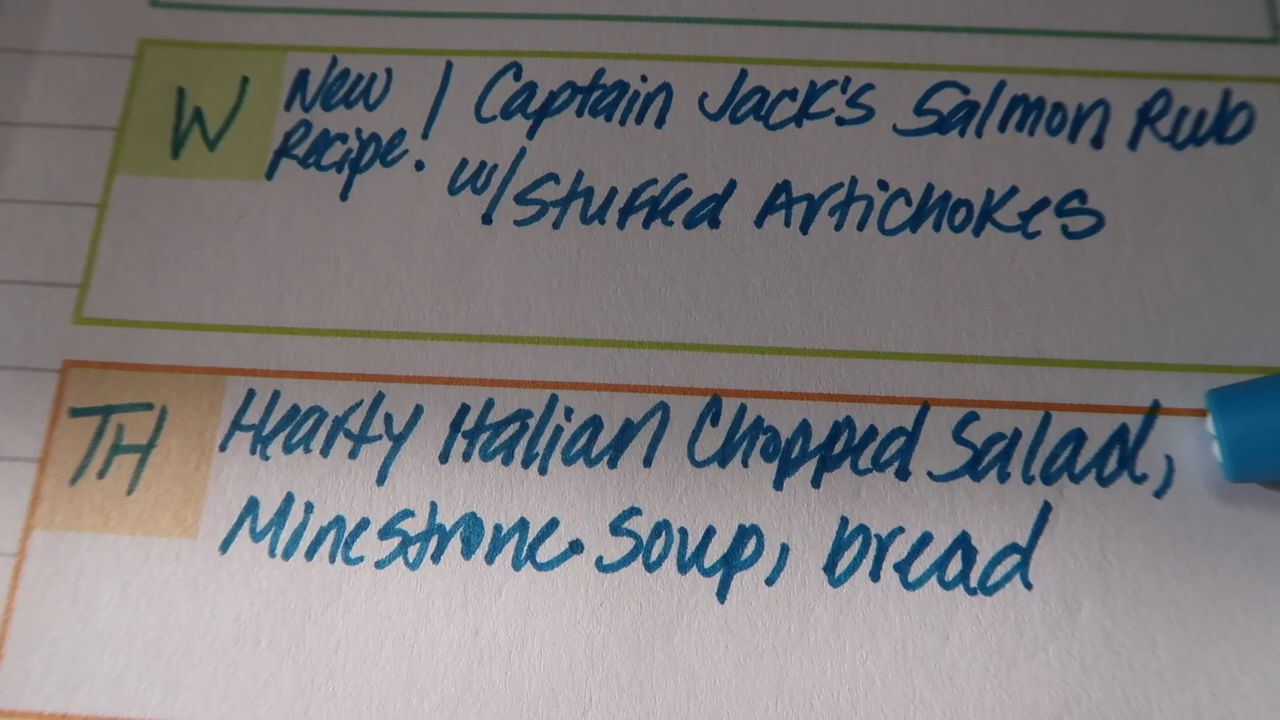 W
New
Recipe!
Captain Jack's Salmon Rub
w/Stuffed Artichokes
TH
Hearty Italian Chopped Salad,
Minestrone Soup, bread